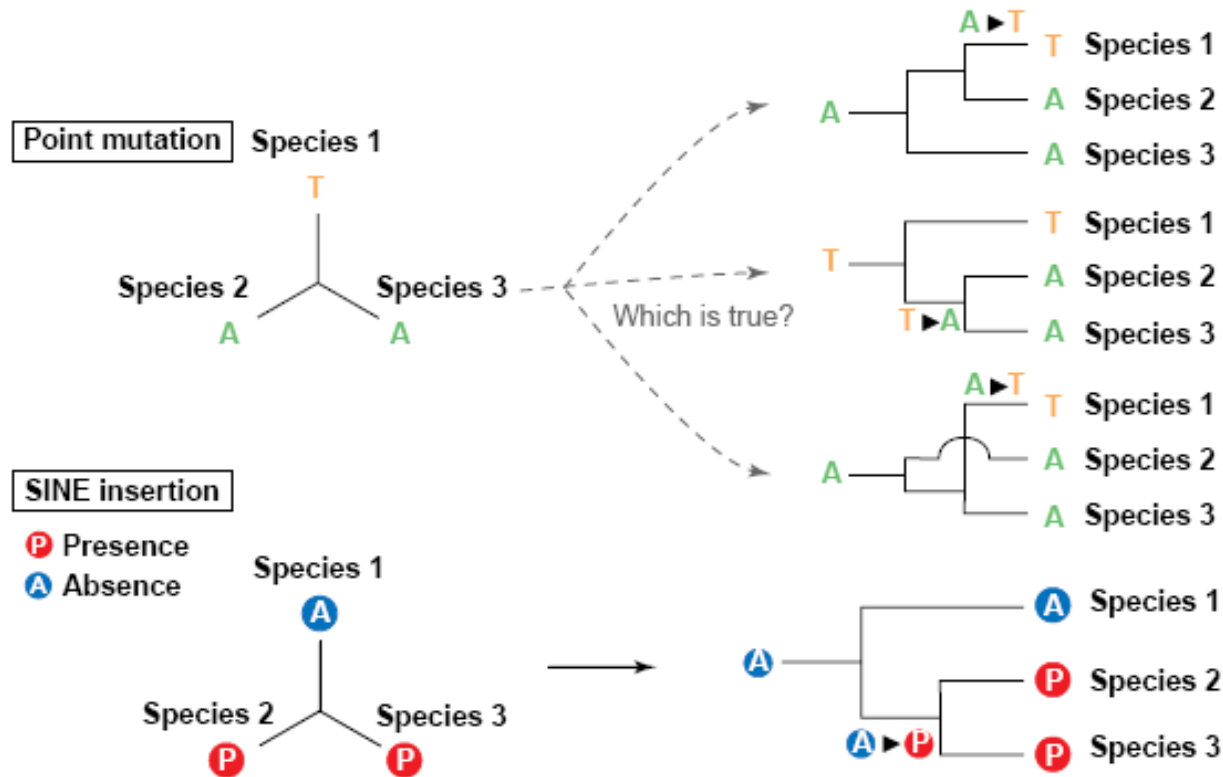 A ▶ T
T Species 1
A Species 2
A
A Species 3
Point mutation
Species 1
T
Species 2
Species 3
A
A
Which is true?
T Species 1
T
A Species 2
T ▶ A
A Species 3
A ▶ T
T Species 1
A Species 2
A
A Species 3
SINE insertion
P Presence
A Absence
Species 1
A
Species 2
Species 3
P
P
A Species 1
A
P Species 2
A ▶ P
P Species 3